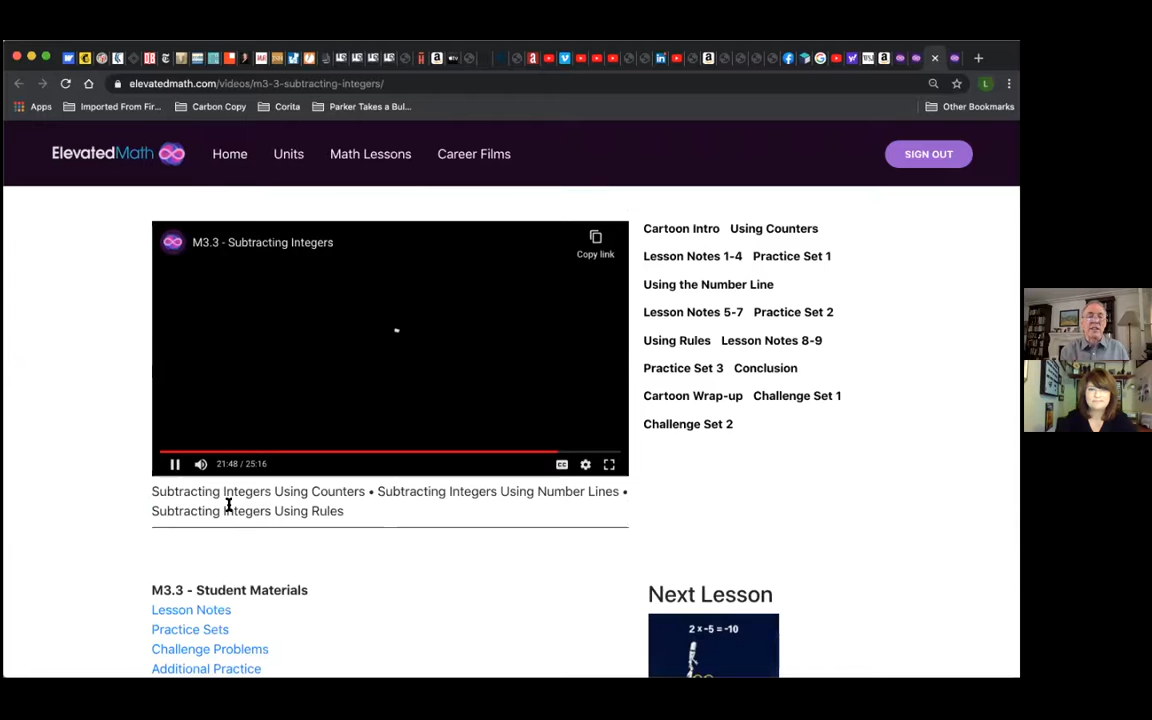 elevatedmath.com/videos/m3-3-subtracting-integers/
L
Apps Imported From Fir... Carbon Copy Corita Parker Takes a Bul... Other Bookmarks
ElevatedMath Home Units Math Lessons Career Films SIGN OUT
M3.3 - Subtracting Integers
Copy link
21:48 / 25:16
CC
Subtracting Integers Using Counters • Subtracting Integers Using Number Lines •
Subtracting Integers Using Rules
Cartoon Intro Using Counters
Lesson Notes 1-4 Practice Set 1
Using the Number Line
Lesson Notes 5-7 Practice Set 2
Using Rules Lesson Notes 8-9
Practice Set 3 Conclusion
Cartoon Wrap-up Challenge Set 1
Challenge Set 2
M3.3 - Student Materials
Lesson Notes
Practice Sets
Challenge Problems
Additional Practice
Next Lesson
2 x -5 = -10